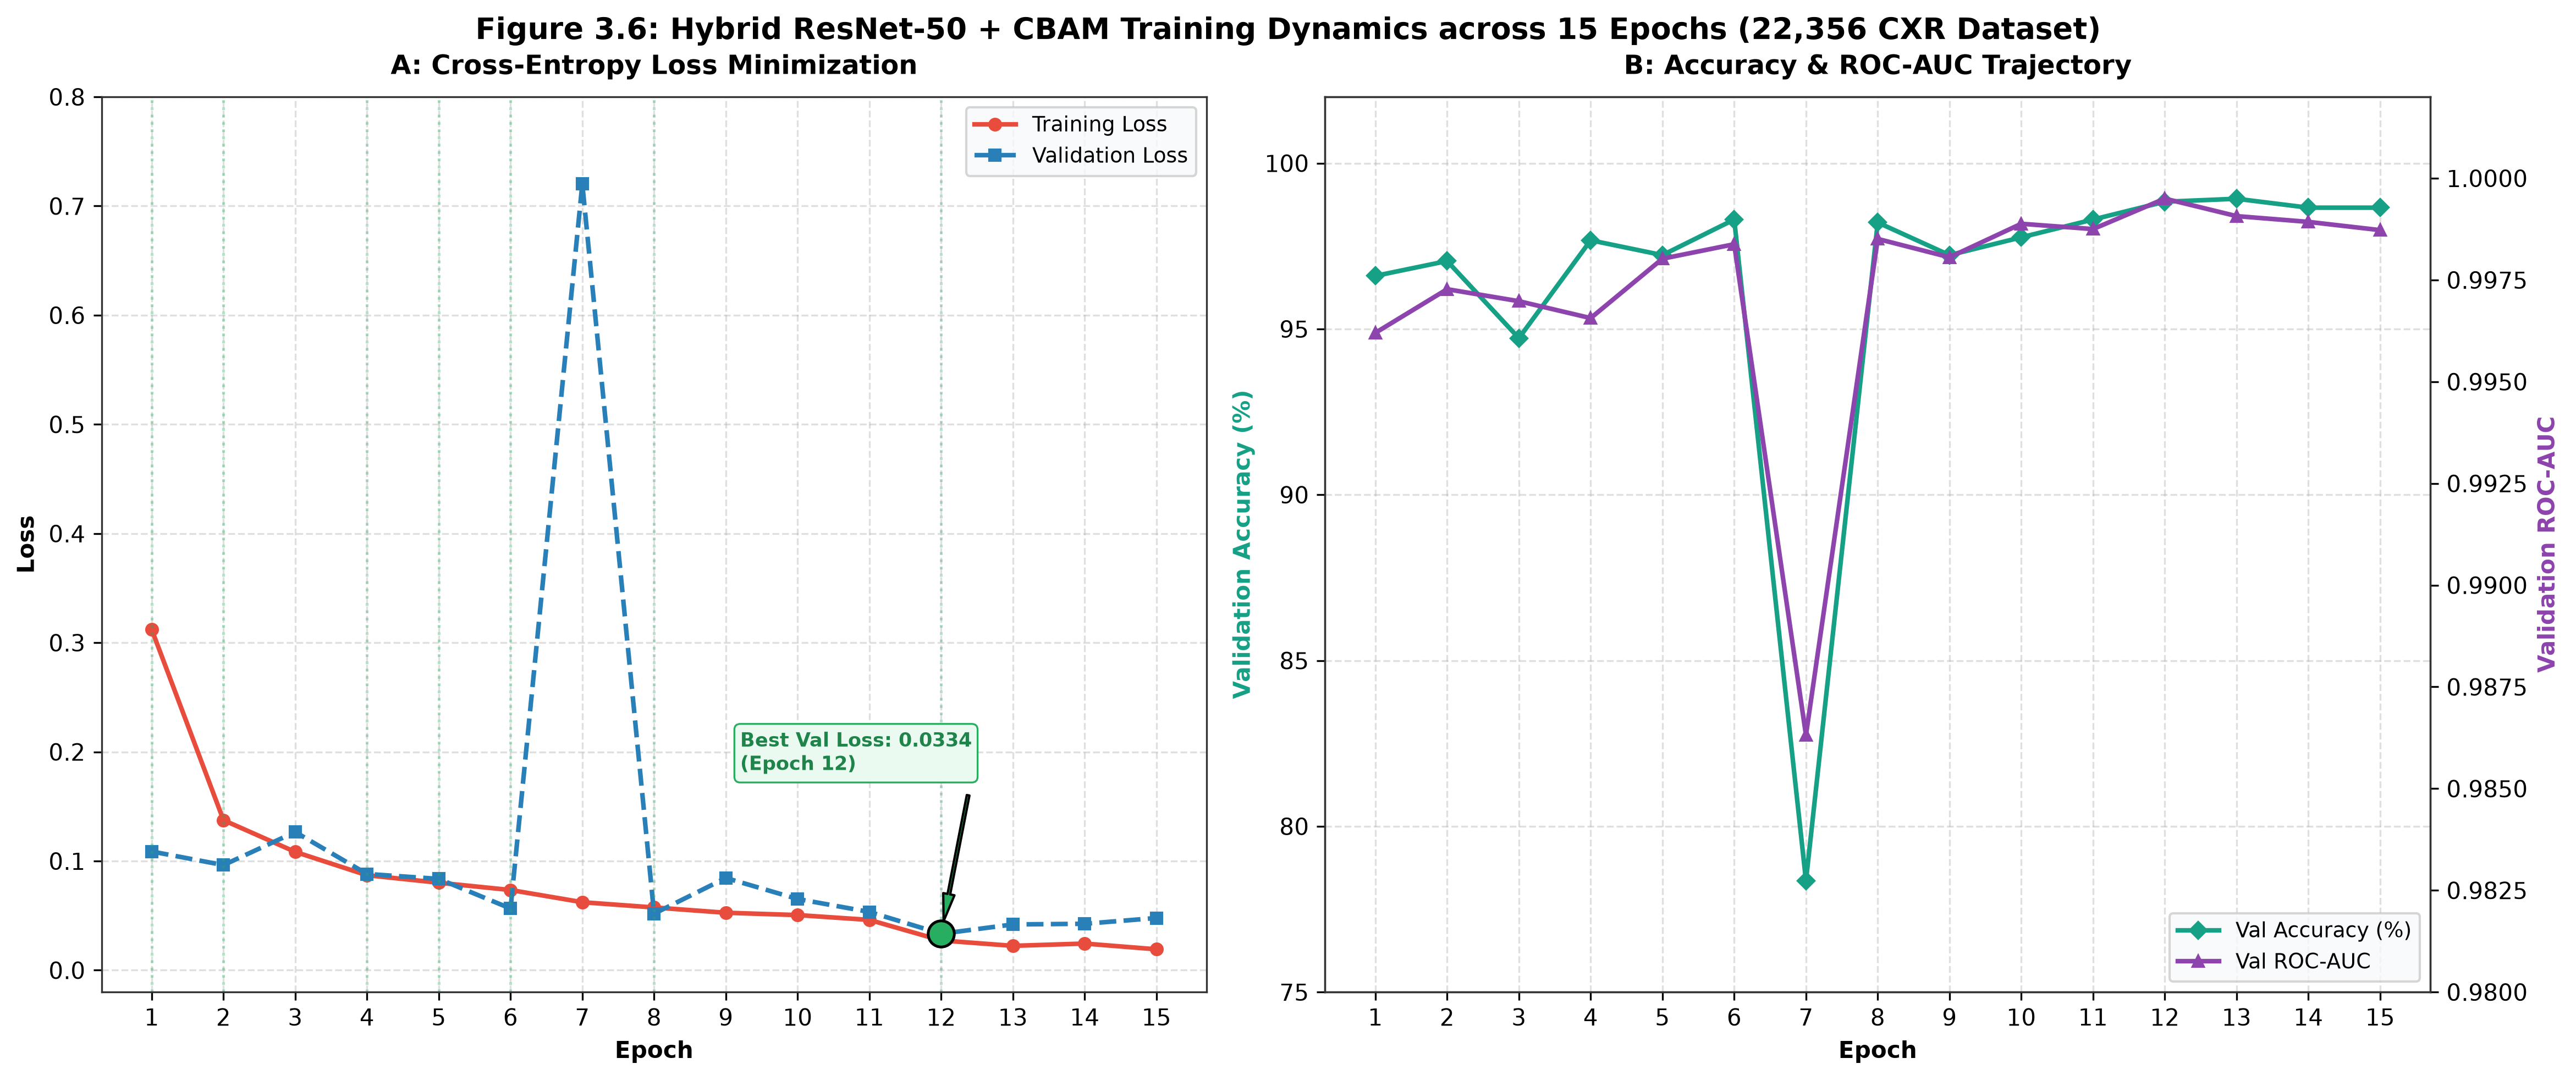 Figure 3.6: Hybrid ResNet-50 + CBAM Training Dynamics across 15 Epochs (22,356 CXR Dataset)
A: Cross-Entropy Loss Minimization
0.8
0.7
0.6
0.5
0.4
0.3
0.2
0.1
0.0
Loss
Training Loss
Validation Loss
Best Val Loss: 0.0334
(Epoch 12)
1 2 3 4 5 6 7 8 9 10 11 12 13 14 15
Epoch
B: Accuracy & ROC-AUC Trajectory
100
95
90
85
80
75
Validation Accuracy (%)
1.0000
0.9975
0.9950
0.9925
0.9900
0.9875
0.9850
0.9825
0.9800
Validation ROC-AUC
Val Accuracy (%)
Val ROC-AUC
1 2 3 4 5 6 7 8 9 10 11 12 13 14 15
Epoch